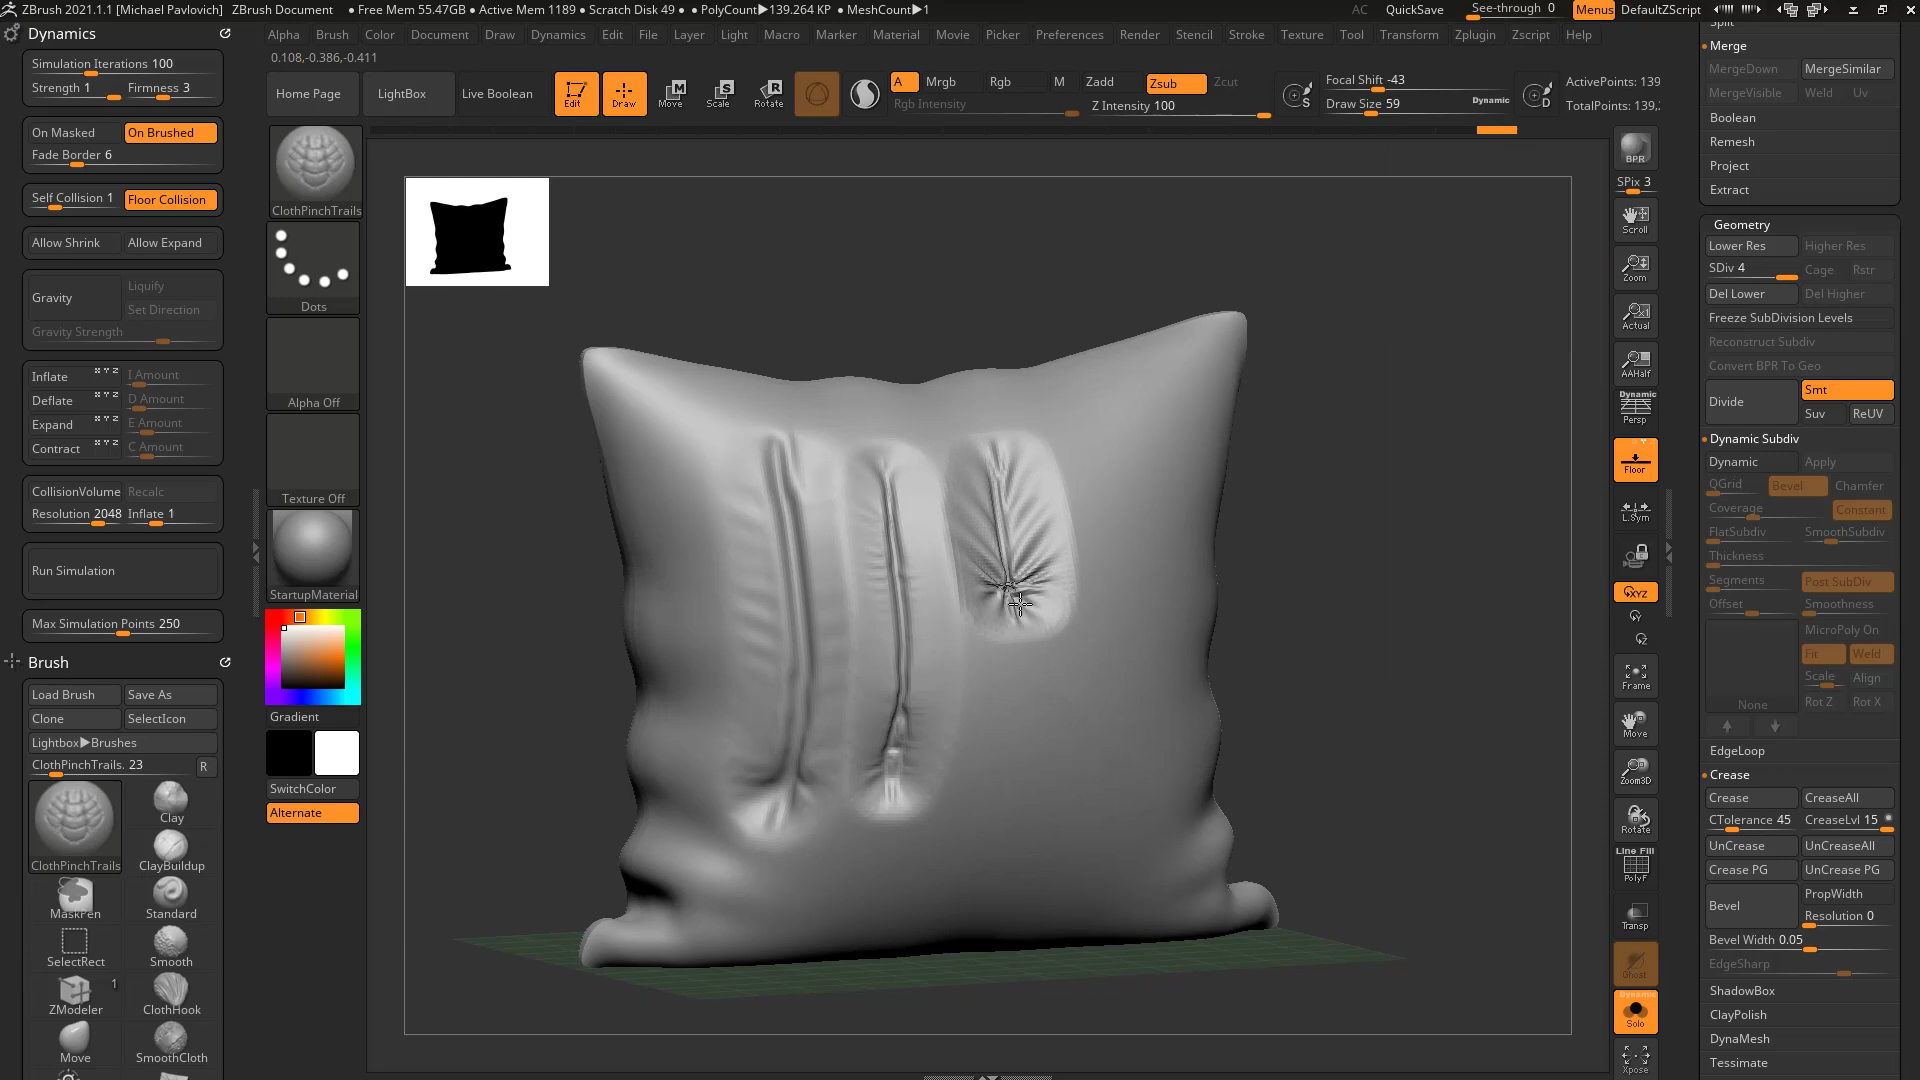 ZBrush 2021.1.1 [Michael Pavlovich] ZBrush Document • Free Mem 55.47GB • Active Mem 1189 • Scratch Disk 49 • PolyCount▶139.264 KP • MeshCount▶1 AC QuickSave See-through 0 Menus DefaultZScript
Alpha Brush Color Document Draw Dynamics Edit File Layer Light Macro Marker Material Movie Picker Preferences Render Stencil Stroke Texture Tool Transform Zplugin Zscript Help
0.108,-0.386,-0.411
Home Page
LightBox
Live Boolean
Edit
Draw
Move
Scale
Rotate
A Mrgb Rgb M Zadd Zsub Zcut
Rgb Intensity Z Intensity 100
Focal Shift -43
Draw Size 59 Dynamic
ActivePoints: 139
TotalPoints: 139,
Dynamics
Simulation Iterations 100
Strength 1 Firmness 3
On Masked On Brushed
Fade Border 6
Self Collision 1 Floor Collision
Allow Shrink Allow Expand
Gravity Liquify
Set Direction
Gravity Strength
Inflate X Y Z I Amount
Deflate X Y Z D Amount
Expand X Y Z E Amount
Contract X Y Z C Amount
CollisionVolume Recalc
Resolution 2048 Inflate 1
Run Simulation
Max Simulation Points 250
Brush
Load Brush Save As
Clone SelectIcon
Lightbox▶Brushes
ClothPinchTrails. 23 R
ClothPinchTrails
Clay
ClayBuildup
MaskPen Standard
SelectRect Smooth
1
ZModeler ClothHook
Move SmoothCloth
ClothPinchTrails
Dots
Alpha Off
Texture Off
StartupMaterial
Gradient
SwitchColor
Alternate
BPR
SPix 3
Scroll
Zoom
Actual
AAHalf
Dynamic
Persp
Floor
L.Sym
XYZ
Y
Z
Frame
Move
Zoom3D
Rotate
Line Fill
PolyF
Transp
Ghost
Dynamic
Solo
Xpose
Split
Merge
MergeDown MergeSimilar
MergeVisible Weld Uv
Boolean
Remesh
Project
Extract
Geometry
Lower Res Higher Res
SDiv 4 Cage Rstr
Del Lower Del Higher
Freeze SubDivision Levels
Reconstruct Subdiv
Convert BPR To Geo
Divide Smt
Suv ReUV
Dynamic Subdiv
Dynamic Apply
QGrid Bevel Chamfer
Coverage Constant
FlatSubdiv SmoothSubdiv
Thickness
Segments Post SubDiv
Offset Smoothness
MicroPoly On
Fit Weld
Scale Align
None Rot Z Rot X
EdgeLoop
Crease
Crease CreaseAll
CTolerance 45 CreaseLvl 15
UnCrease UnCreaseAll
Crease PG UnCrease PG
Bevel PropWidth
Resolution 0
Bevel Width 0.05
EdgeSharp
ShadowBox
ClayPolish
DynaMesh
Tessimate